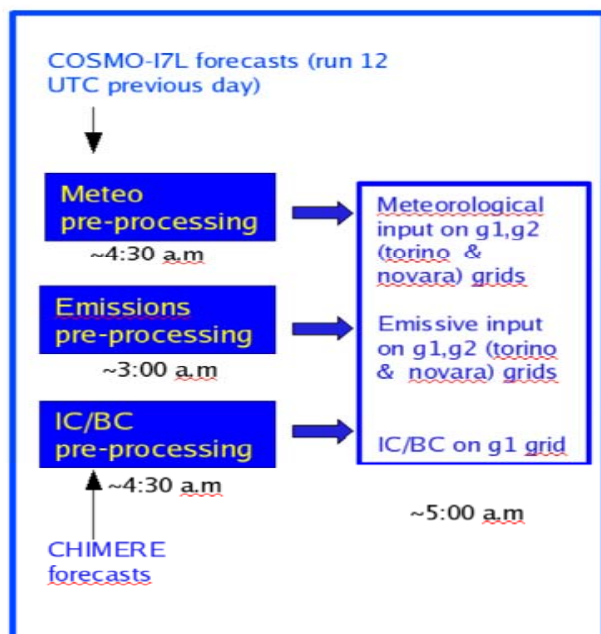 COSMO-I7L forecasts (run 12
UTC previous day)
Meteo
pre-processing
~4:30 a.m
Emissions
pre-processing
~3:00 a.m
IC/BC
pre-processing
~4:30 a.m
CHIMERE
forecasts
Meteorological
input on g1,g2
(torino &
novara) grids
Emissive input
on g1,g2 (torino
& novara) grids
IC/BC on g1 grid
~5:00 a.m